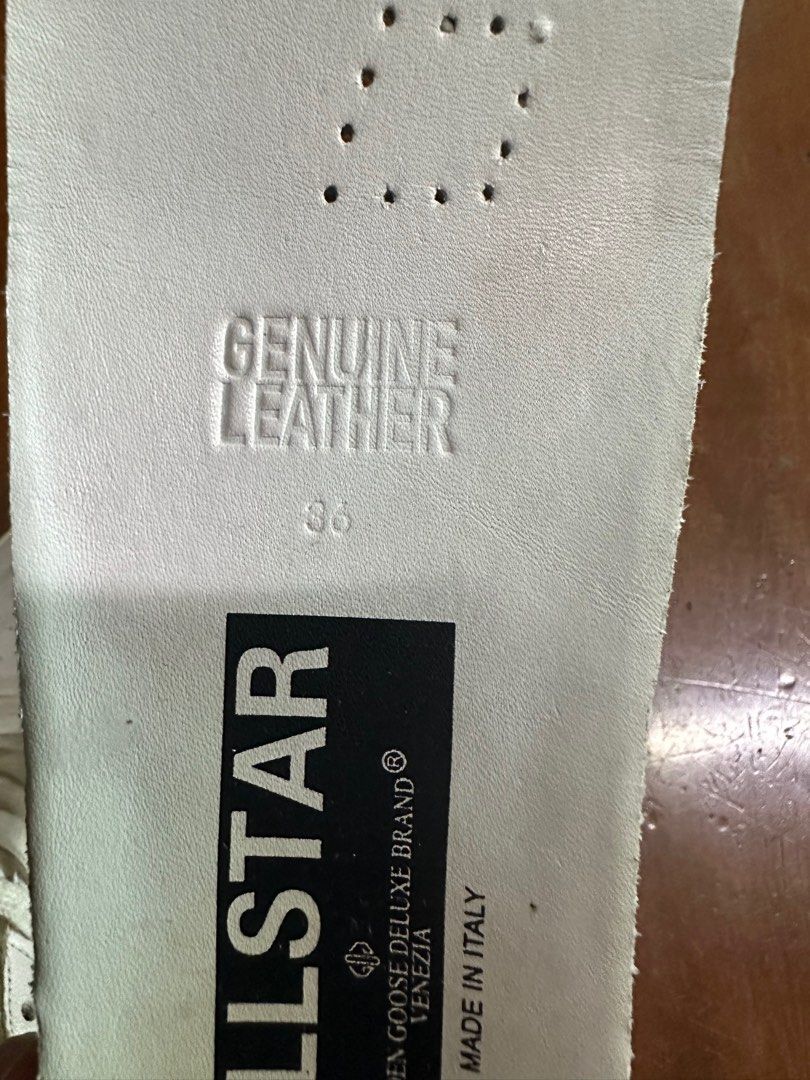 GENUINE
LEATHER
36
LLSTAR
EN GOOSE DELUXE BRAND®
VENEZIA
MADE IN ITALY